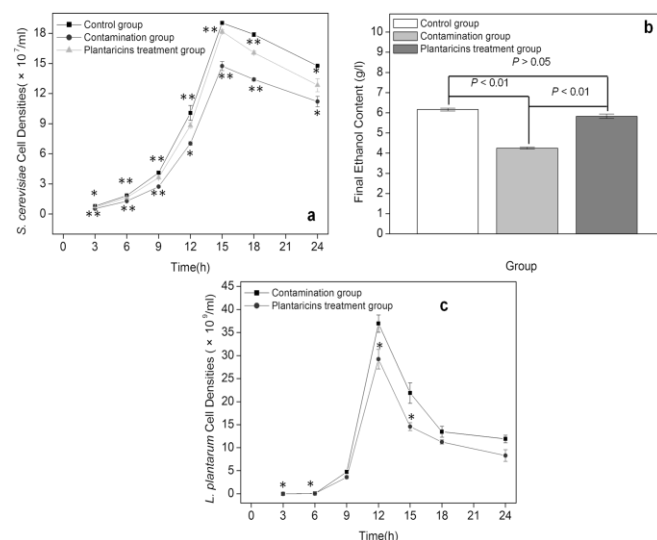 Control group
Contamination group
Plantaricins treatment group
S. cerevisiae Cell Densities( × 10⁷/ml)
18
15
12
9
6
3
0
*
**
**
**
**
**
**
**
**
*
**
**
*
*
a
0 3 6 9 12 15 18 24
Time(h)
Control group
Contamination group
Plantaricins treatment group
b
P > 0.05
P < 0.01
P < 0.01
Final Ethanol Content (g/l)
10
9
8
7
6
5
4
3
2
1
0
Group
Contamination group
Plantaricins treatment group
c
L. plantarum Cell Densities ( × 10⁹/ml)
40
35
30
25
20
15
10
5
0
*
*
*
*
0 3 6 9 12 15 18 24
Time(h)